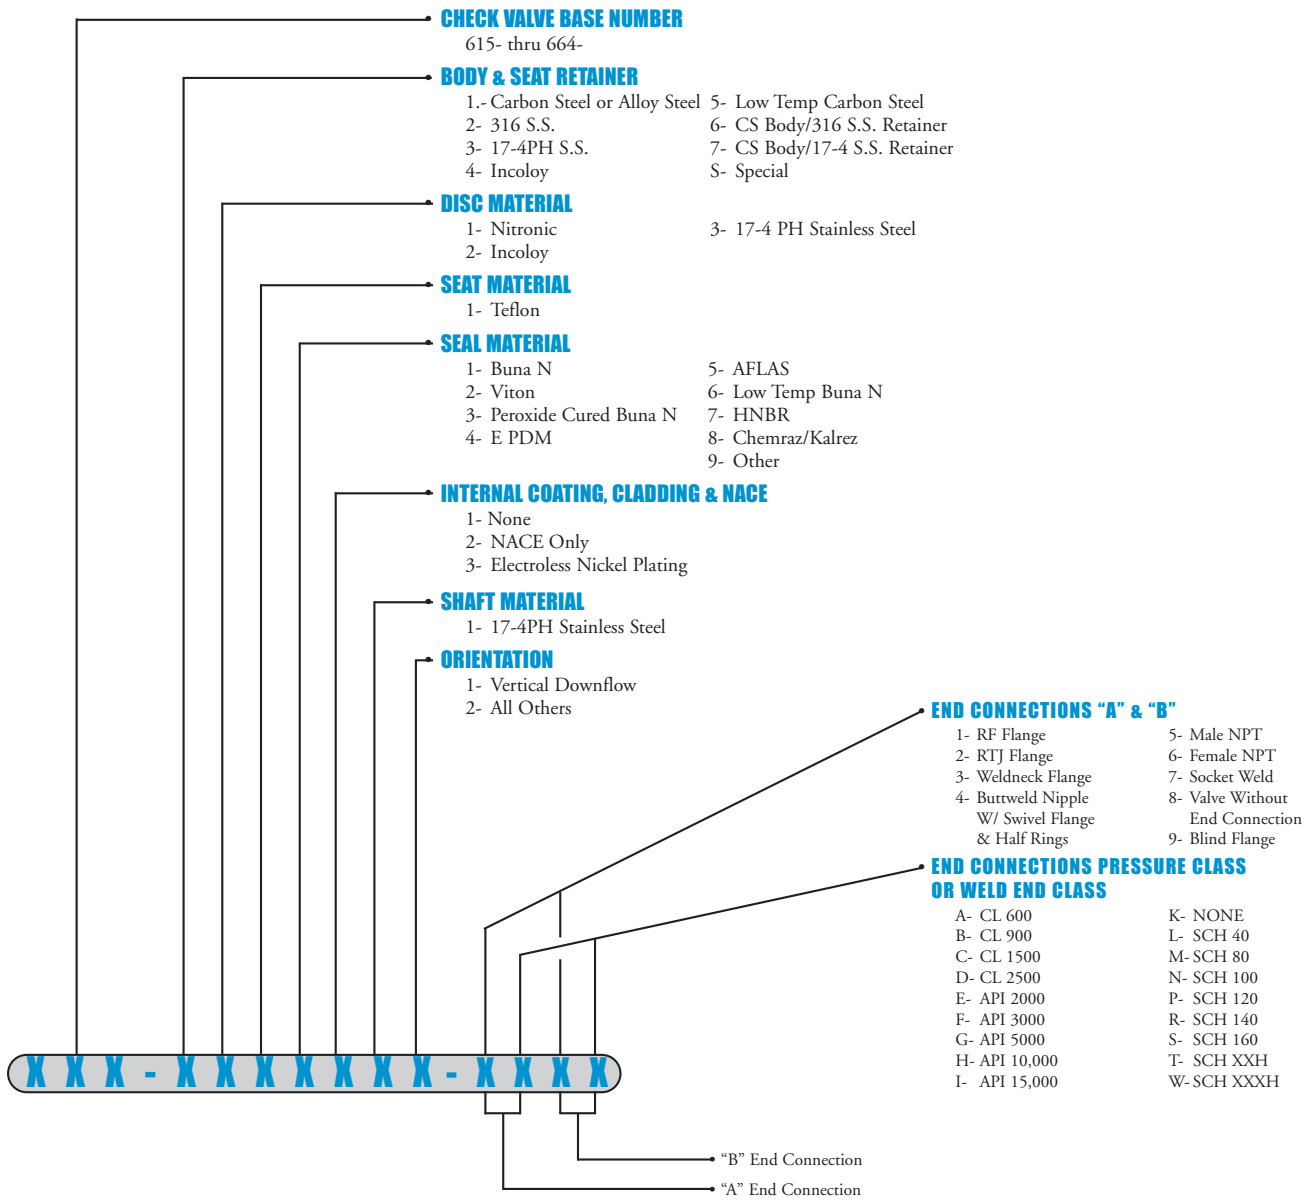 CHECK VALVE BASE NUMBER
615- thru 664-
BODY & SEAT RETAINER
1.- Carbon Steel or Alloy Steel 5- Low Temp Carbon Steel
2- 316 S.S. 6- CS Body/316 S.S. Retainer
3- 17-4PH S.S. 7- CS Body/17-4 S.S. Retainer
4- Incoloy S- Special
DISC MATERIAL
1- Nitronic 3- 17-4 PH Stainless Steel
2- Incoloy
SEAT MATERIAL
1- Teflon
SEAL MATERIAL
1- Buna N 5- AFLAS
2- Viton 6- Low Temp Buna N
3- Peroxide Cured Buna N 7- HNBR
4- E PDM 8- Chemraz/Kalrez
9- Other
INTERNAL COATING, CLADDING & NACE
1- None
2- NACE Only
3- Electroless Nickel Plating
SHAFT MATERIAL
1- 17-4PH Stainless Steel
ORIENTATION
1- Vertical Downflow
2- All Others
END CONNECTIONS “A” & “B”
1- RF Flange 5- Male NPT
2- RTJ Flange 6- Female NPT
3- Weldneck Flange 7- Socket Weld
4- Buttweld Nipple 8- Valve Without
W/ Swivel Flange End Connection
& Half Rings 9- Blind Flange
END CONNECTIONS PRESSURE CLASS
OR WELD END CLASS
A- CL 600 K- NONE
B- CL 900 L- SCH 40
C- CL 1500 M- SCH 80
D- CL 2500 N- SCH 100
E- API 2000 P- SCH 120
F- API 3000 R- SCH 140
G- API 5000 S- SCH 160
H- API 10,000 T- SCH XXH
I- API 15,000 W- SCH XXXH
X X X - X X X X X X X - X X X X
“B” End Connection
“A” End Connection